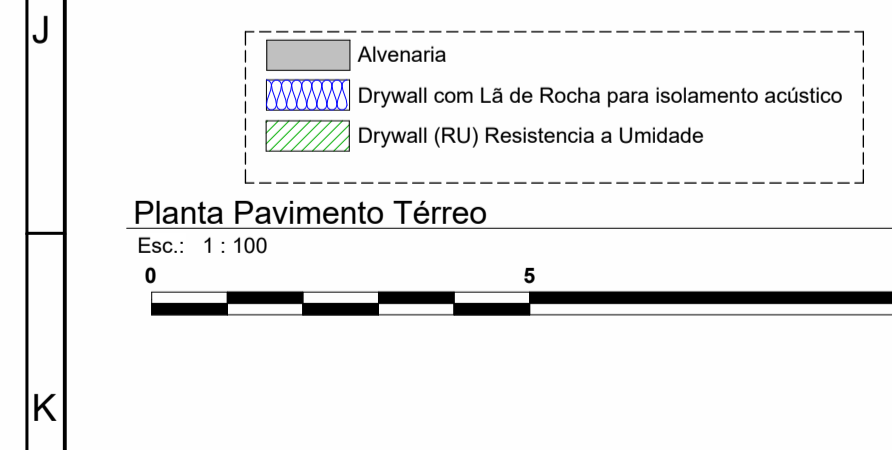 J
Alvenaria
Drywall com Lã de Rocha para isolamento acústico
Drywall (RU) Resistencia a Umidade
Planta Pavimento Térreo
Esc.: 1 : 100
0 5
K